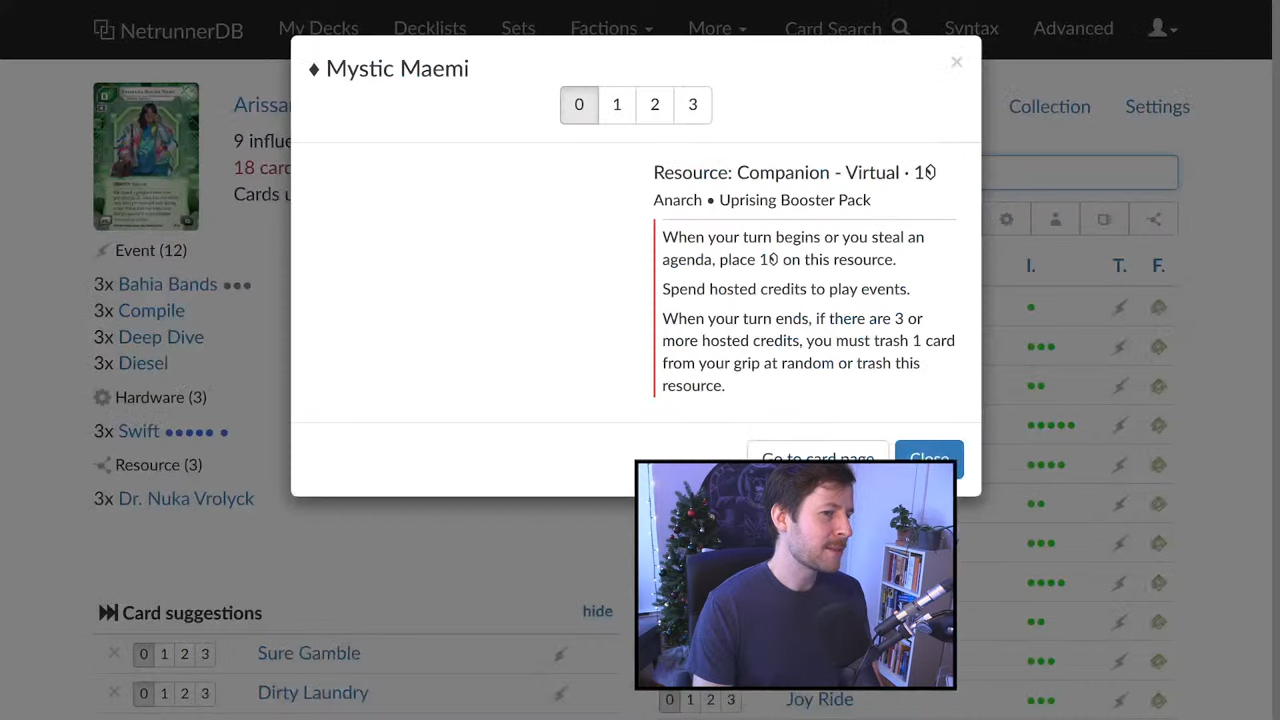 NetrunnerDB
My Decks
Decklists
Sets
Factions
More
Card Search
Syntax
Advanced
♦ Mystic Maemi
×
0 1 2 3
Arissa
9 influe
18 card
Cards u
Collection
Settings
Resource: Companion - Virtual · 1
Anarch • Uprising Booster Pack
When your turn begins or you steal an
agenda, place 1 on this resource.
Spend hosted credits to play events.
When your turn ends, if there are 3 or
more hosted credits, you must trash 1 card
from your grip at random or trash this
resource.
Go to card page
Close
Event (12)
3x Bahia Bands
3x Compile
3x Deep Dive
3x Diesel
Hardware (3)
3x Swift
Resource (3)
3x Dr. Nuka Vrolyck
I. T. F.
Card suggestions
hide
× 0 1 2 3 Sure Gamble
× 0 1 2 3 Dirty Laundry
0 1 2 3 Joy Ride